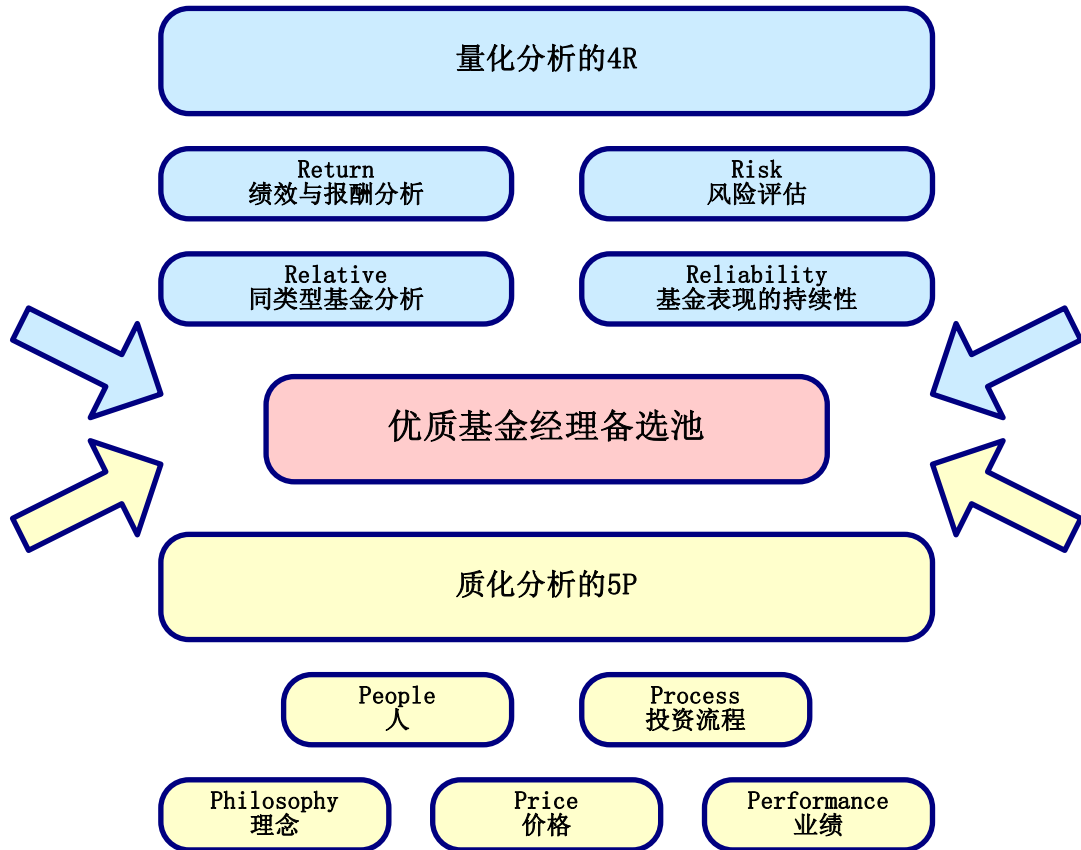 量化分析的4R
Return
绩效与报酬分析
Risk
风险评估
Relative
同类型基金分析
Reliability
基金表现的持续性
优质基金经理备选池
质化分析的5P
People
人
Process
投资流程
Philosophy
理念
Price
价格
Performance
业绩